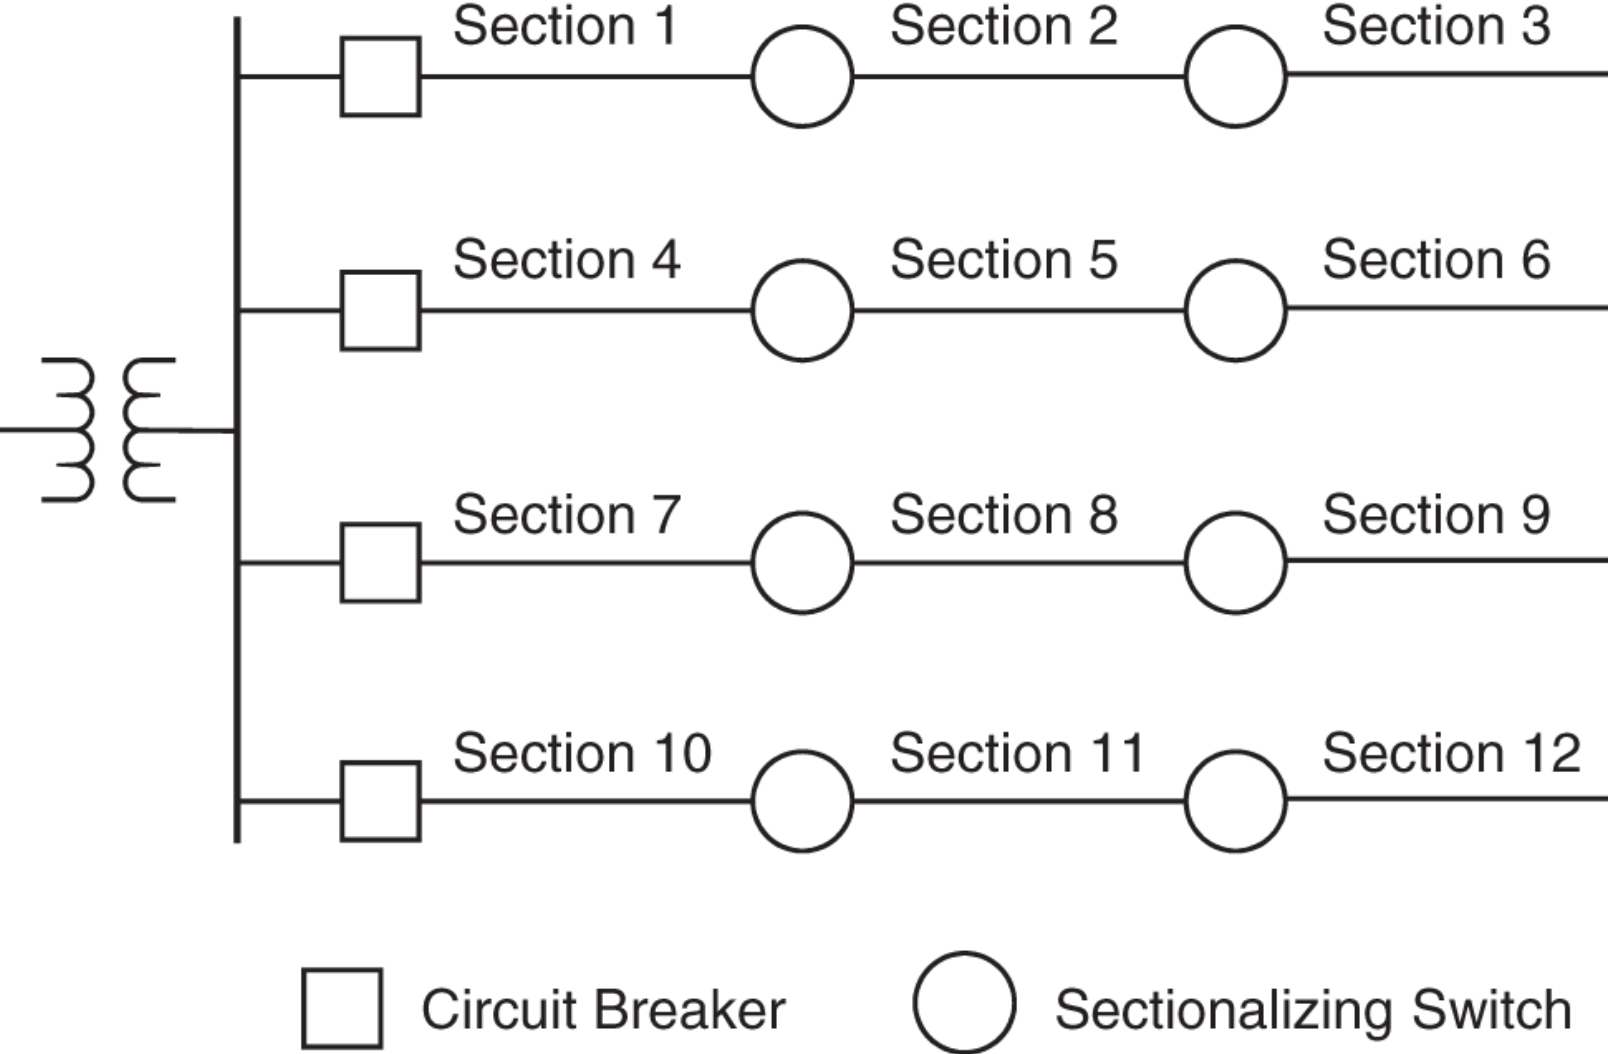 Section 1
Section 2
Section 3
Section 4
Section 5
Section 6
Section 7
Section 8
Section 9
Section 10
Section 11
Section 12
Circuit Breaker
Sectionalizing Switch